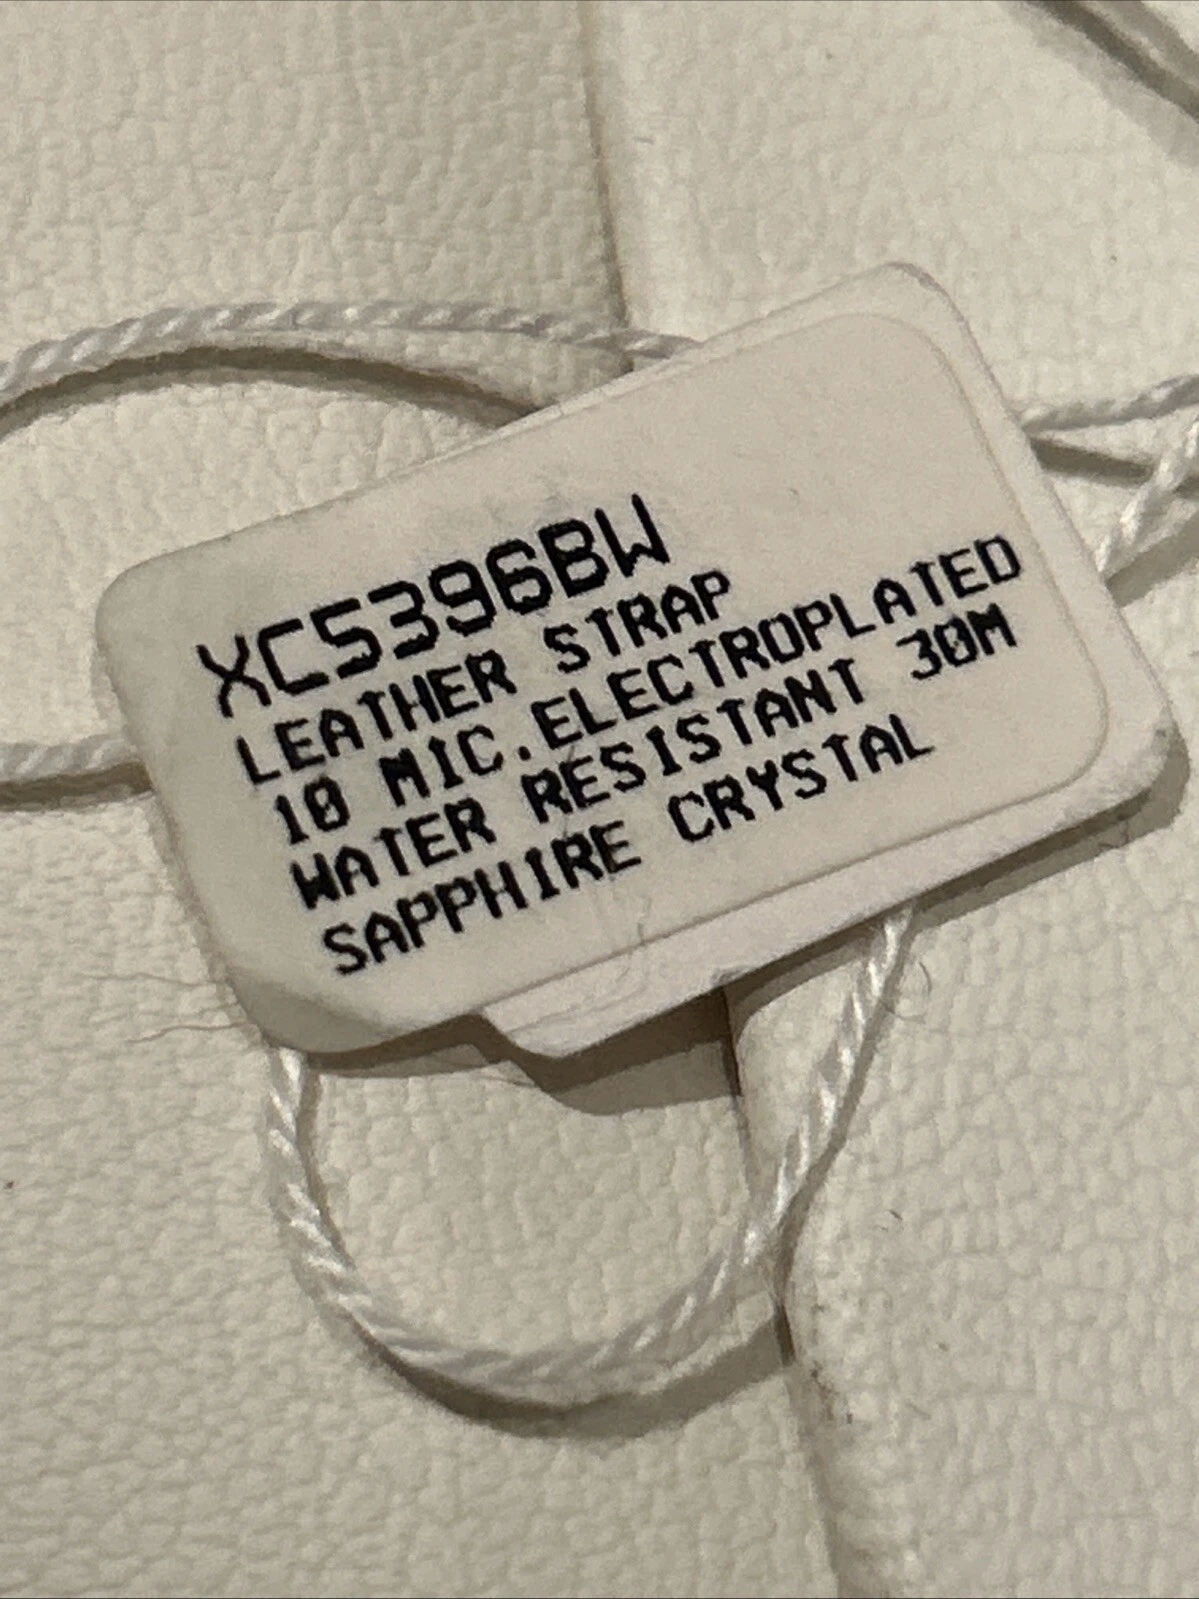 XC5396BW
LEATHER STRAP
10 MIC.ELECTROPLATED
WATER RESISTANT 30M
SAPPHIRE CRYSTAL